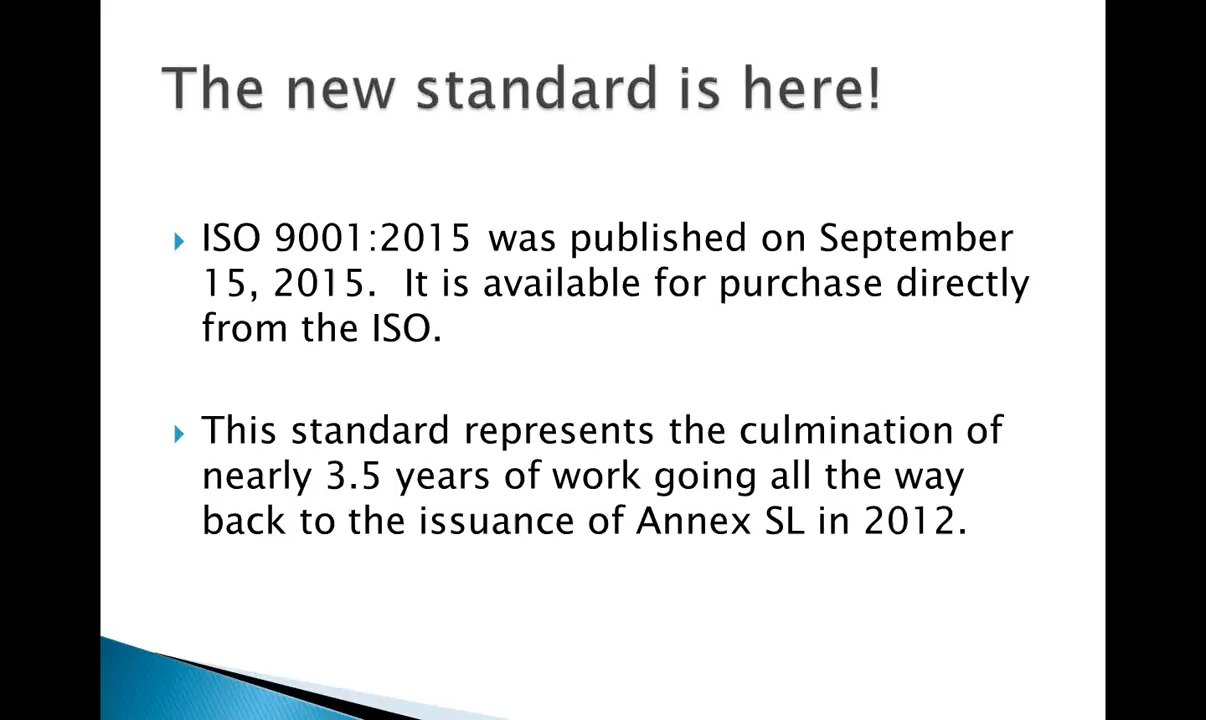 The new standard is here!
ISO 9001:2015 was published on September
15, 2015.  It is available for purchase directly
from the ISO.
This standard represents the culmination of
nearly 3.5 years of work going all the way
back to the issuance of Annex SL in 2012.